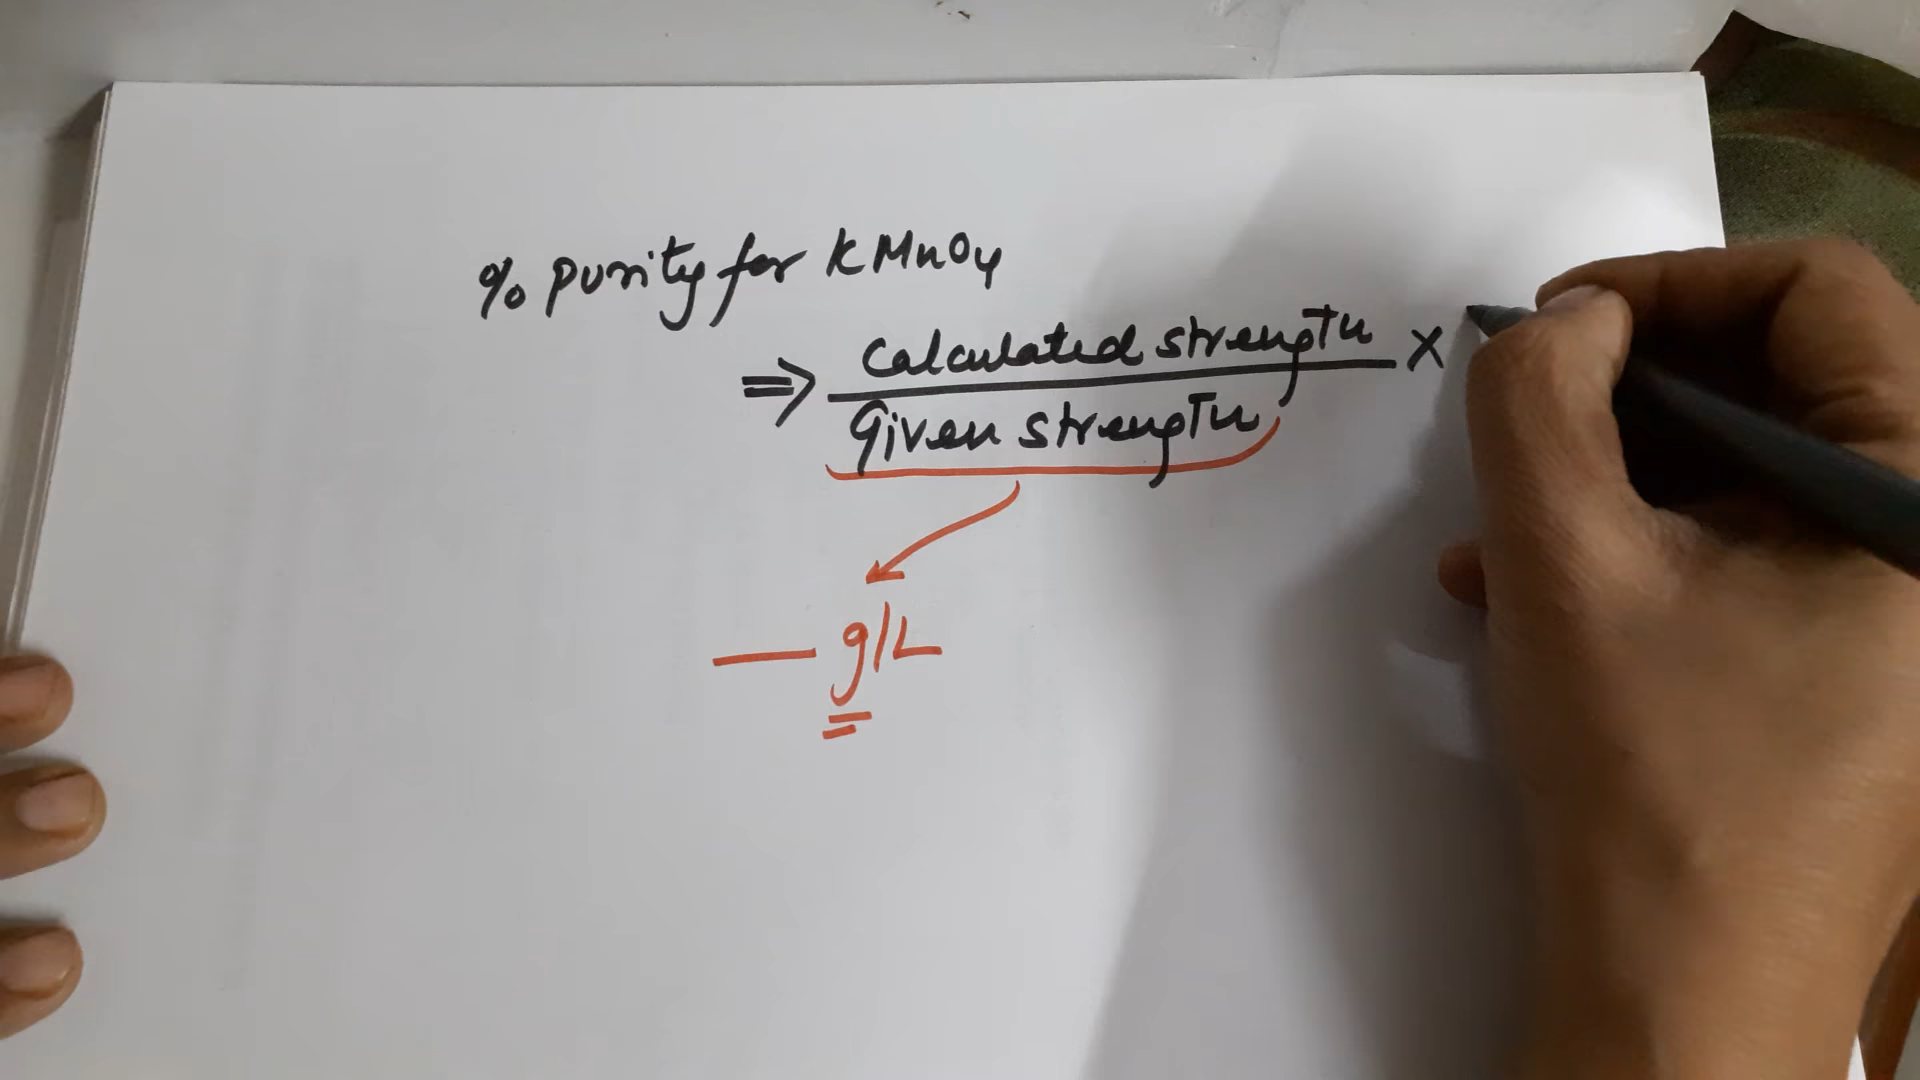 % purity for KMnO4
=> Calculated strength ×
Given strength
— g/L